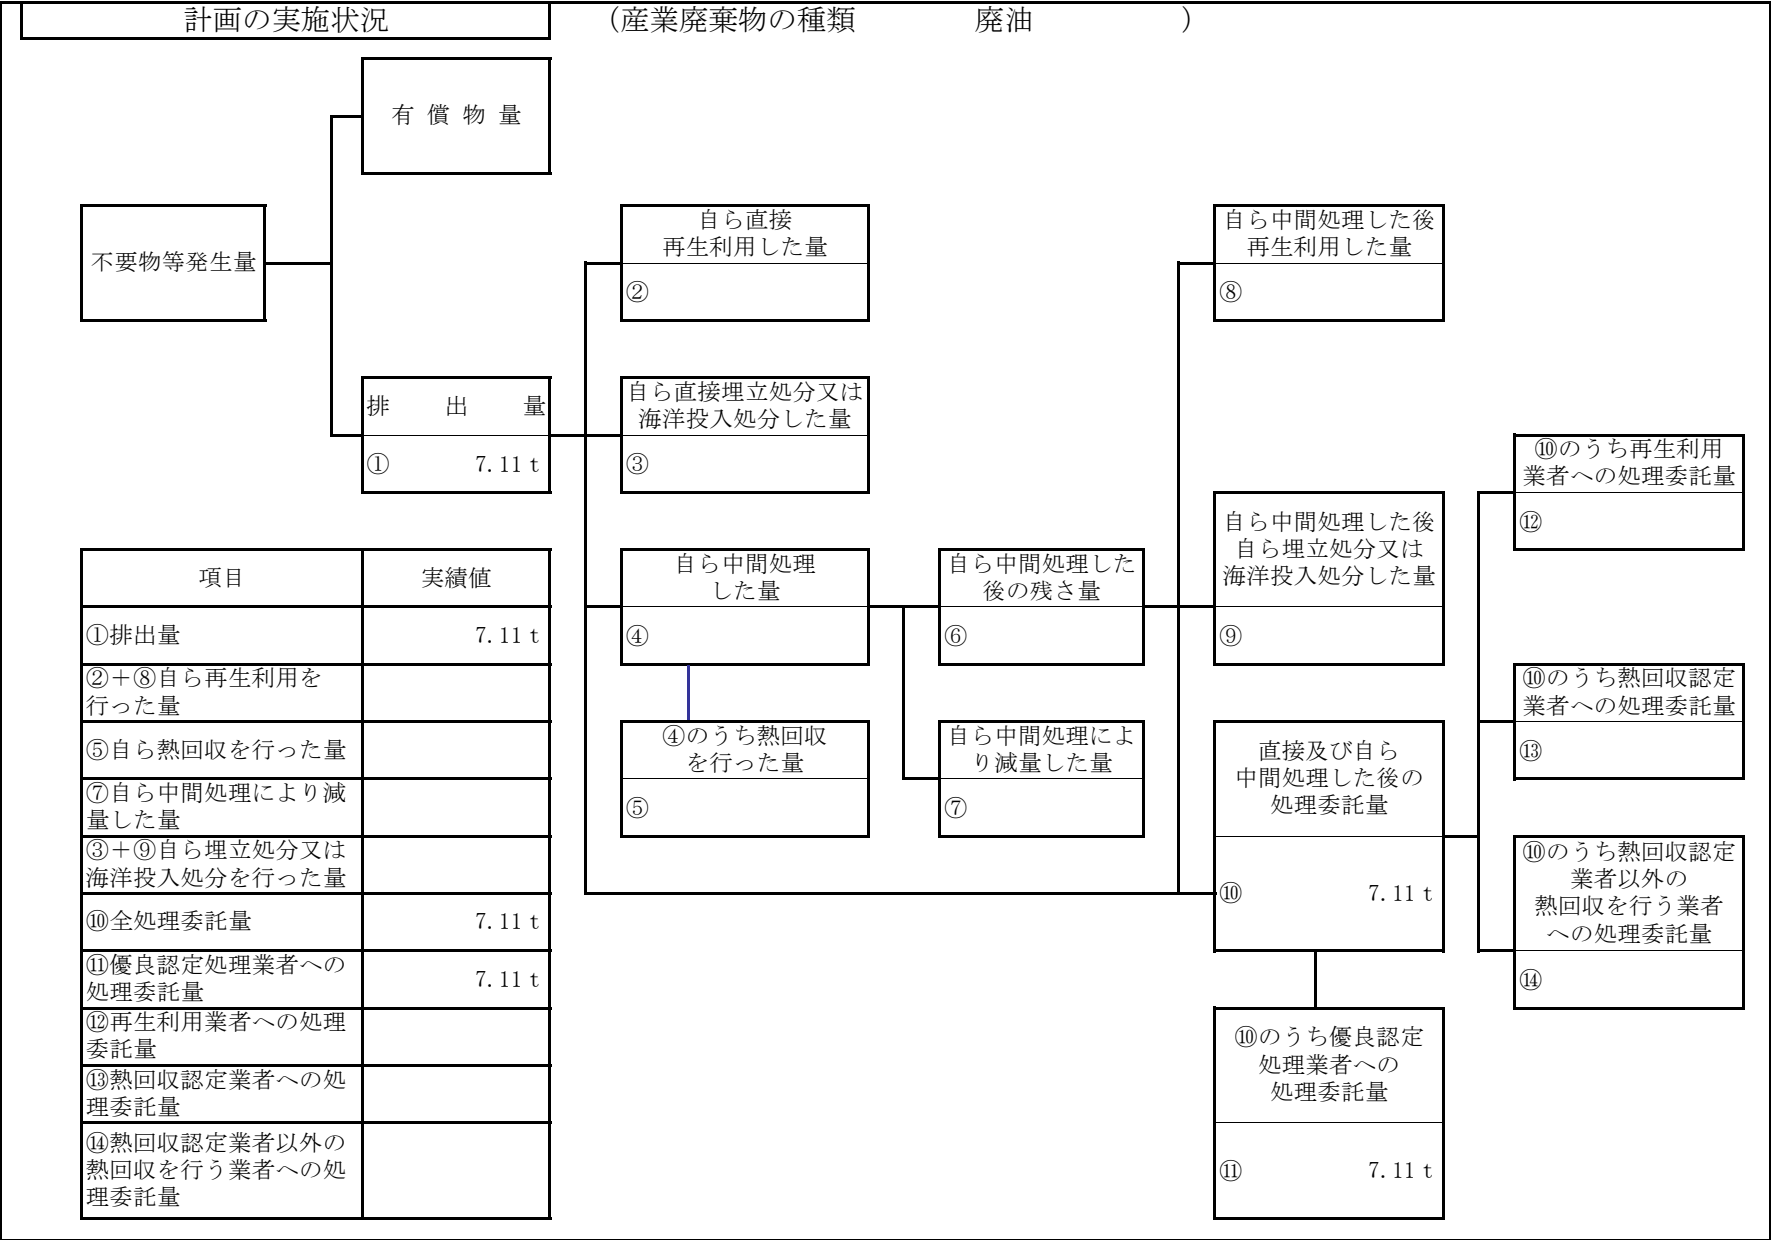 計画の実施状況
（産業廃棄物の種類　廃油　）
有償物量
不要物等発生量
自ら直接
再生利用した量
②
自ら中間処理した後
再生利用した量
⑧
排出量
① 7.11 t
自ら直接埋立処分又は
海洋投入処分した量
③
⑩のうち再生利用
業者への処理委託量
⑫
自ら中間処理した後
自ら埋立処分又は
海洋投入処分した量
⑨
自ら中間処理
した量
④
自ら中間処理した
後の残さ量
⑥
④のうち熱回収
を行った量
⑤
自ら中間処理によ
り減量した量
⑦
⑩のうち熱回収認定
業者への処理委託量
⑬
直接及び自ら
中間処理した後の
処理委託量
⑩ 7.11 t
⑩のうち熱回収認定
業者以外の
熱回収を行う業者
への処理委託量
⑭
⑩のうち優良認定
処理業者への
処理委託量
⑪ 7.11 t
項目 実績値
①排出量 7.11 t
②＋⑧自ら再生利用を
行った量
⑤自ら熱回収を行った量
⑦自ら中間処理により減
量した量
③＋⑨自ら埋立処分又は
海洋投入処分を行った量
⑩全処理委託量 7.11 t
⑪優良認定処理業者への
処理委託量 7.11 t
⑫再生利用業者への処理
委託量
⑬熱回収認定業者への処
理委託量
⑭熱回収認定業者以外の
熱回収を行う業者への処
理委託量